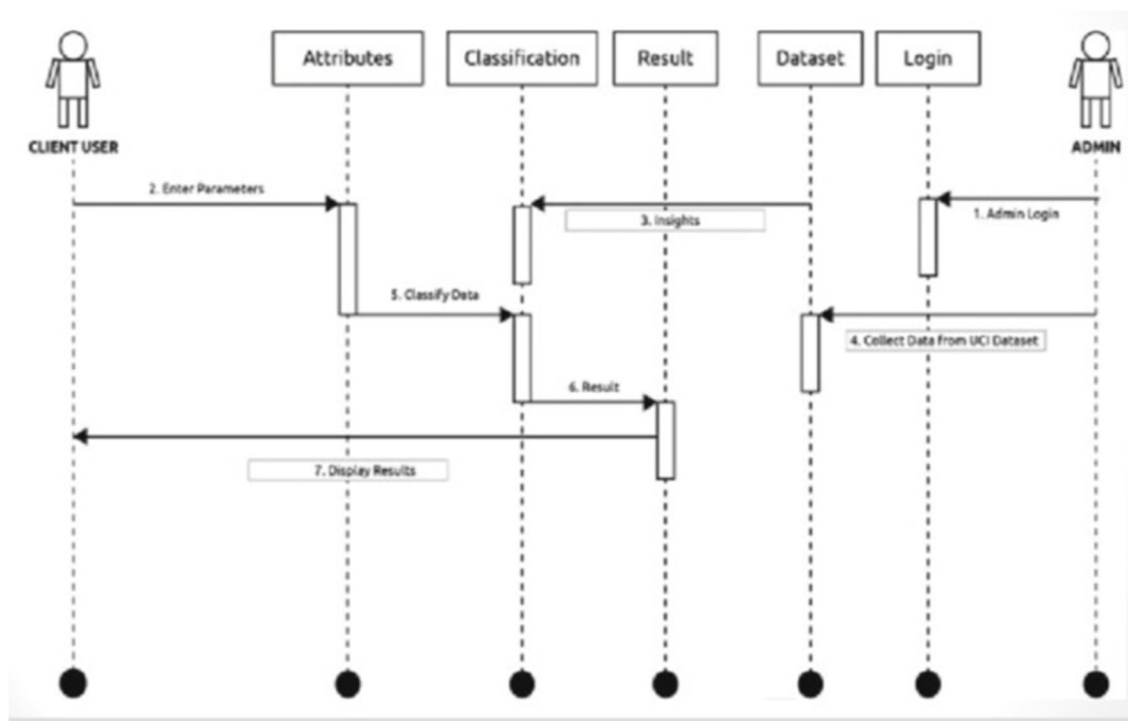 Attributes
Classification
Result
Dataset
Login
CLIENT USER
ADMIN
2. Enter Parameters
3. Insights
1. Admin Login
5. Classify Data
4. Collect Data from UCI Dataset
6. Result
7. Display Results